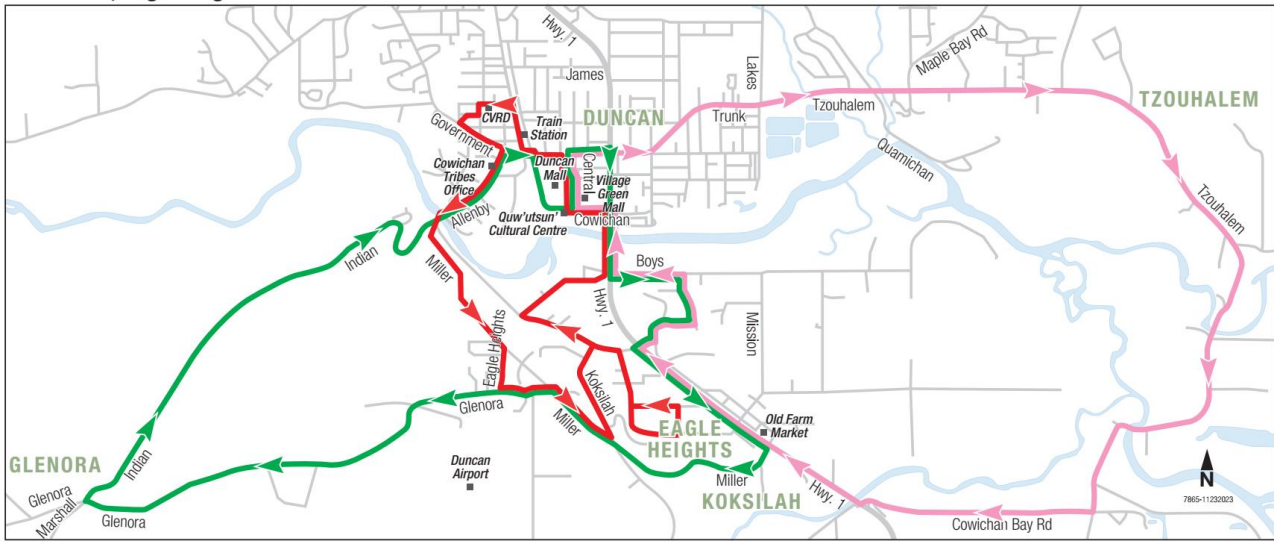 Hwy. 1
Maple Bay Rd
James
Lakes
TZOUHALEM
CVRD
Train
Station
DUNCAN
Trunk
Tzouhalem
Government
Cowichan
Tribes
Office
Duncan
Mall
Central
Village
Green
Mall
Quamichan
Tzouhalem
Allenby
Quw'utsun'
Cultural Centre
Cowichan
Indian
Miller
Boys
Hwy. 1
Mission
Eagle Heights
Koksilah
Glenora
Miller
EAGLE
HEIGHTS
Old Farm
Market
GLENORA
Indian
Duncan
Airport
Miller
KOKSILAH
Hwy. 1
N
7865-11232023
Glenora
Marshall
Glenora
Cowichan Bay Rd